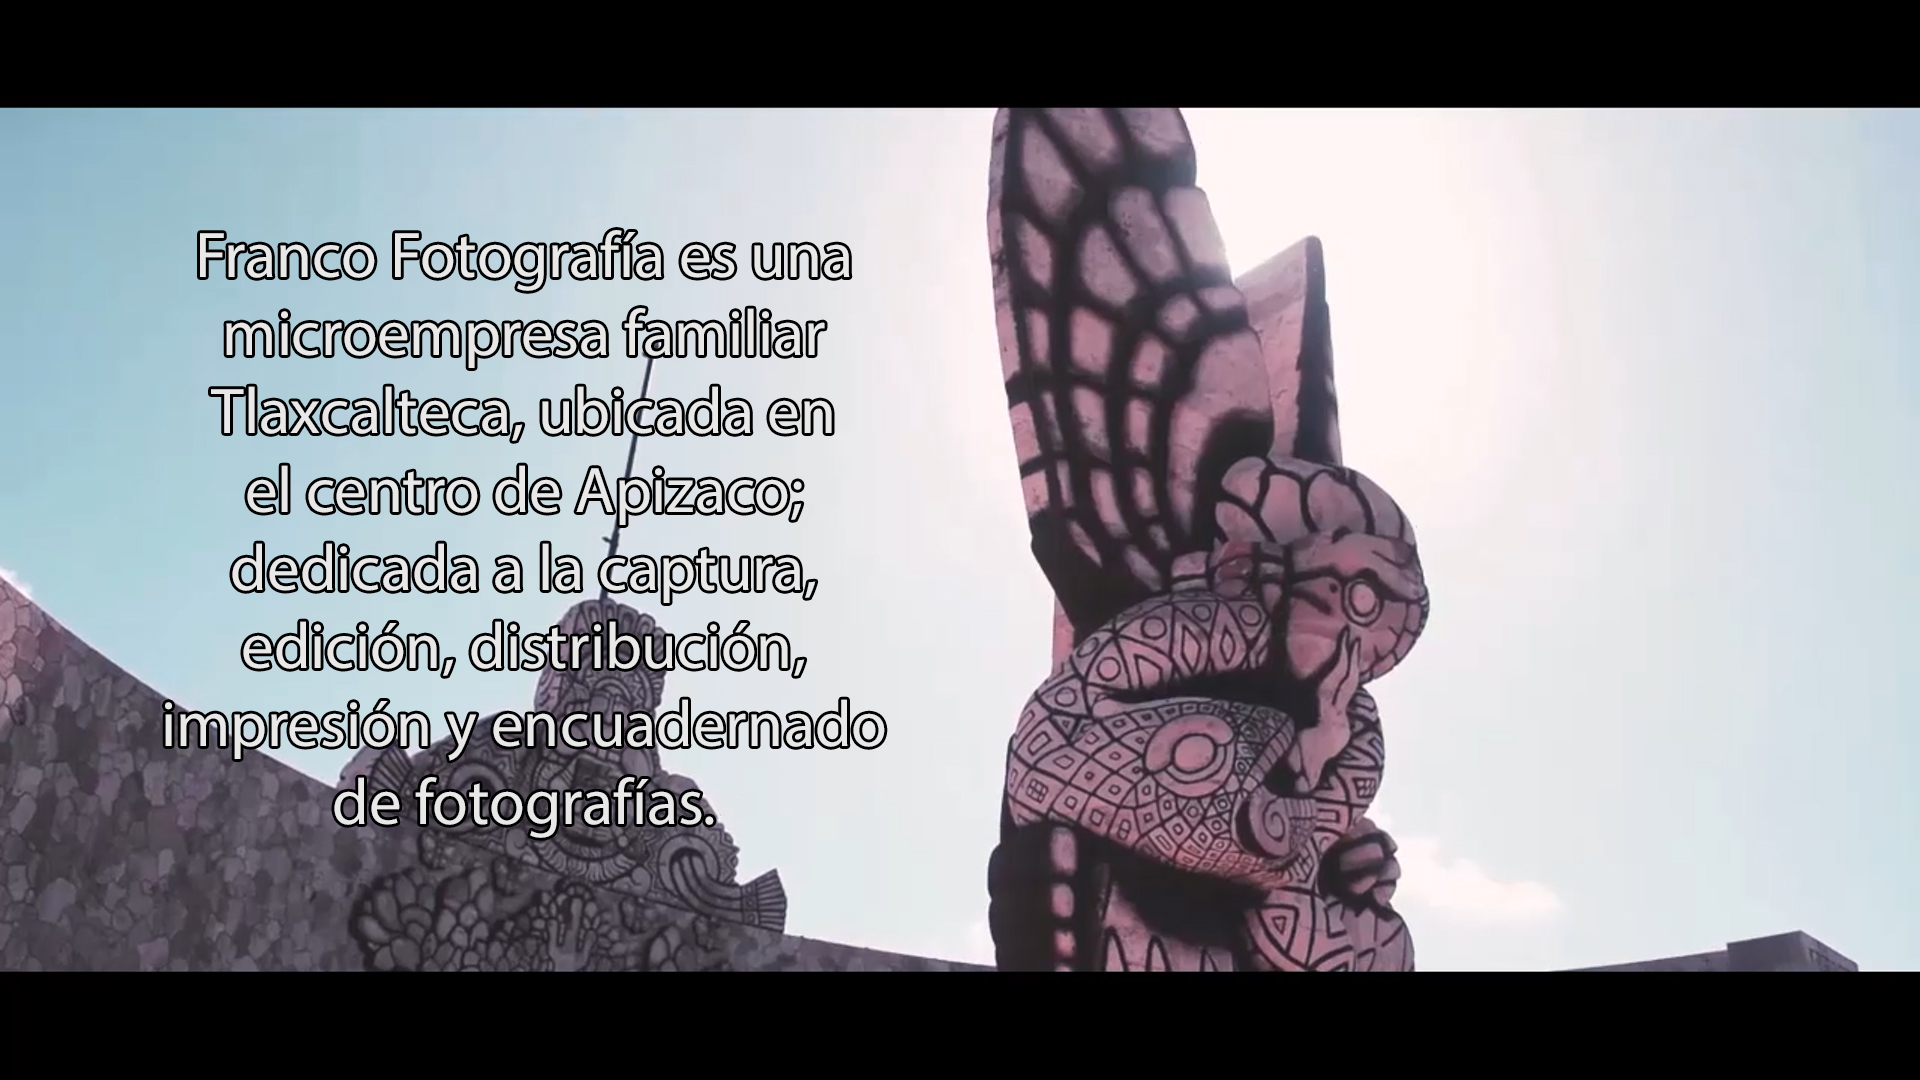 Franco Fotografía es una
microempresa familiar
Tlaxcalteca, ubicada en
el centro de Apizaco;
dedicada a la captura,
edición, distribución,
impresión y encuadernado
de fotografías.